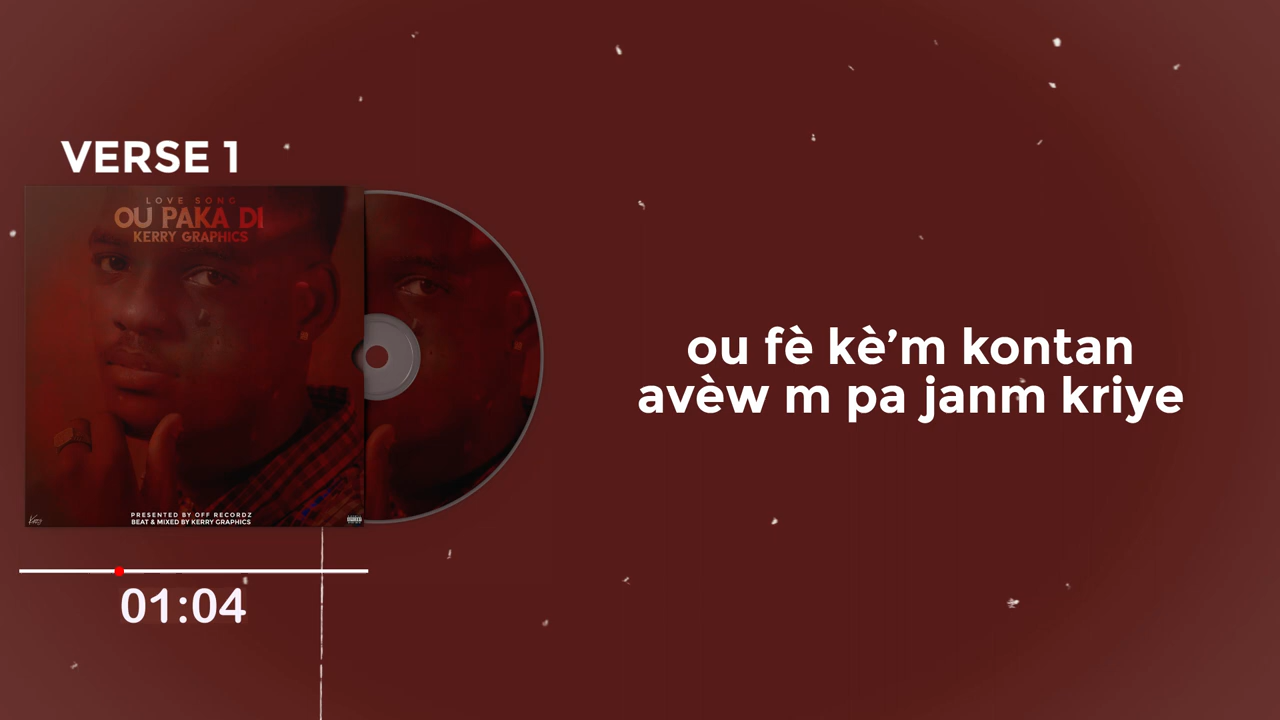 VERSE 1
LOVE SONG
OU PAKA DI
KERRY GRAPHICS
PRESENTED BY OFF RECORDZ
BEAT & MIXED BY KERRY GRAPHICS
ou fè kè’m kontan
avèw m pa janm kriye
01:04